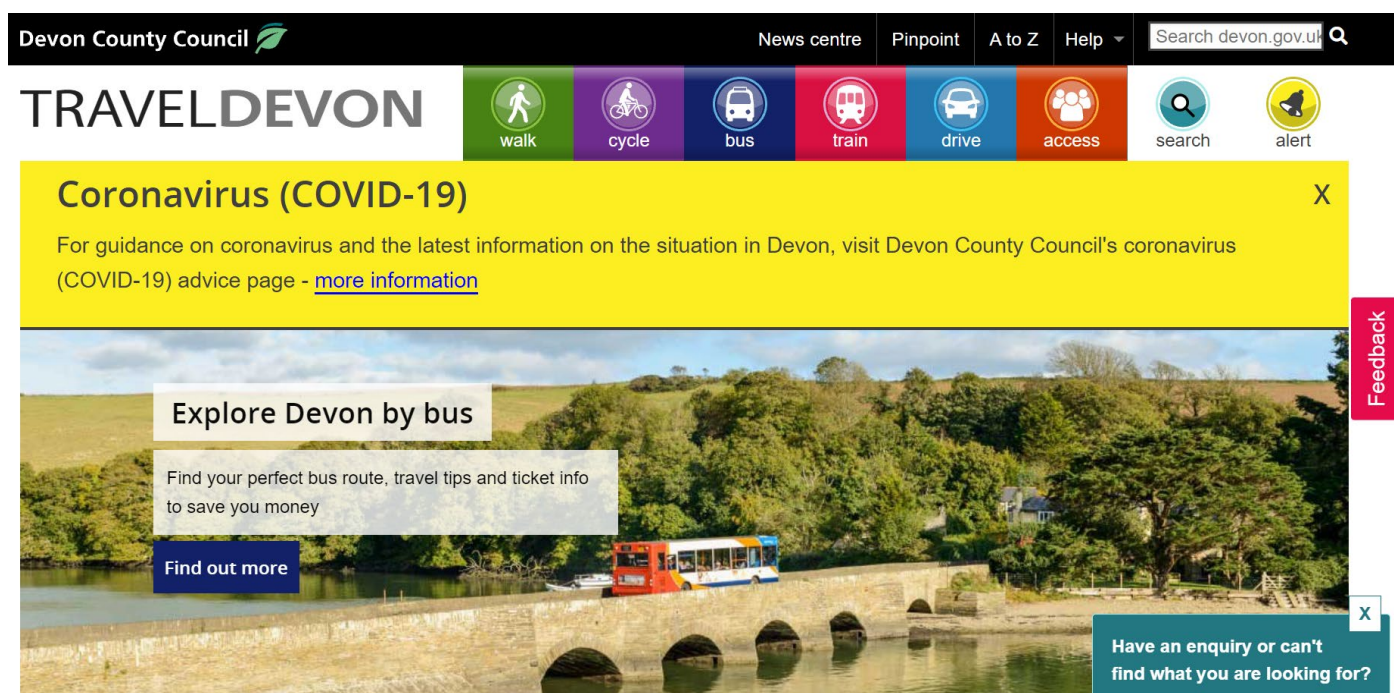 Devon County Council
News centre
Pinpoint
A to Z
Help
Search devon.gov.uk
TRAVELDEVON
walk
cycle
bus
train
drive
access
search
alert
Coronavirus (COVID-19)
X
For guidance on coronavirus and the latest information on the situation in Devon, visit Devon County Council's coronavirus
(COVID-19) advice page - more information
Feedback
Explore Devon by bus
Find your perfect bus route, travel tips and ticket info
to save you money
Find out more
X
Have an enquiry or can't
find what you are looking for?